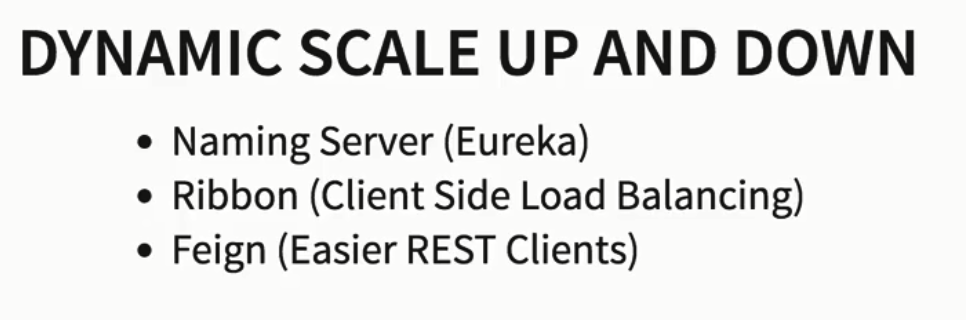 DYNAMIC SCALE UP AND DOWN
• Naming Server (Eureka)
• Ribbon (Client Side Load Balancing)
• Feign (Easier REST Clients)